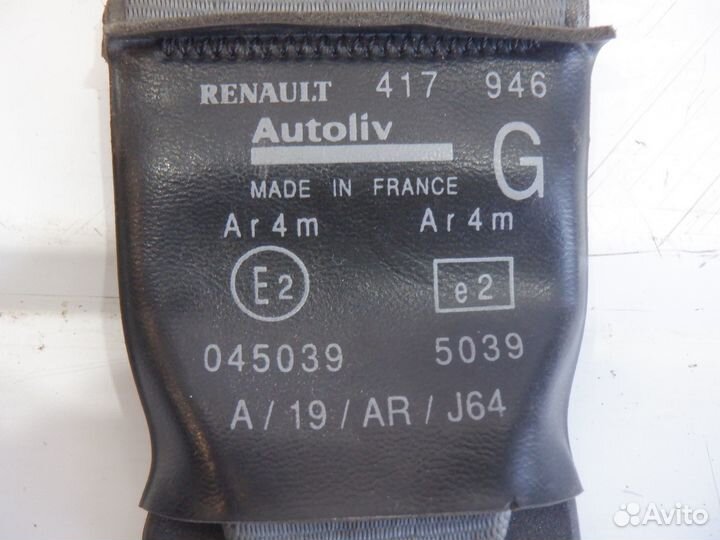 RENAULT 417 946
Autoliv
G
MADE IN FRANCE
Ar4m Ar4m
E2 e2
045039 5039
A/19/AR/J64
Avito